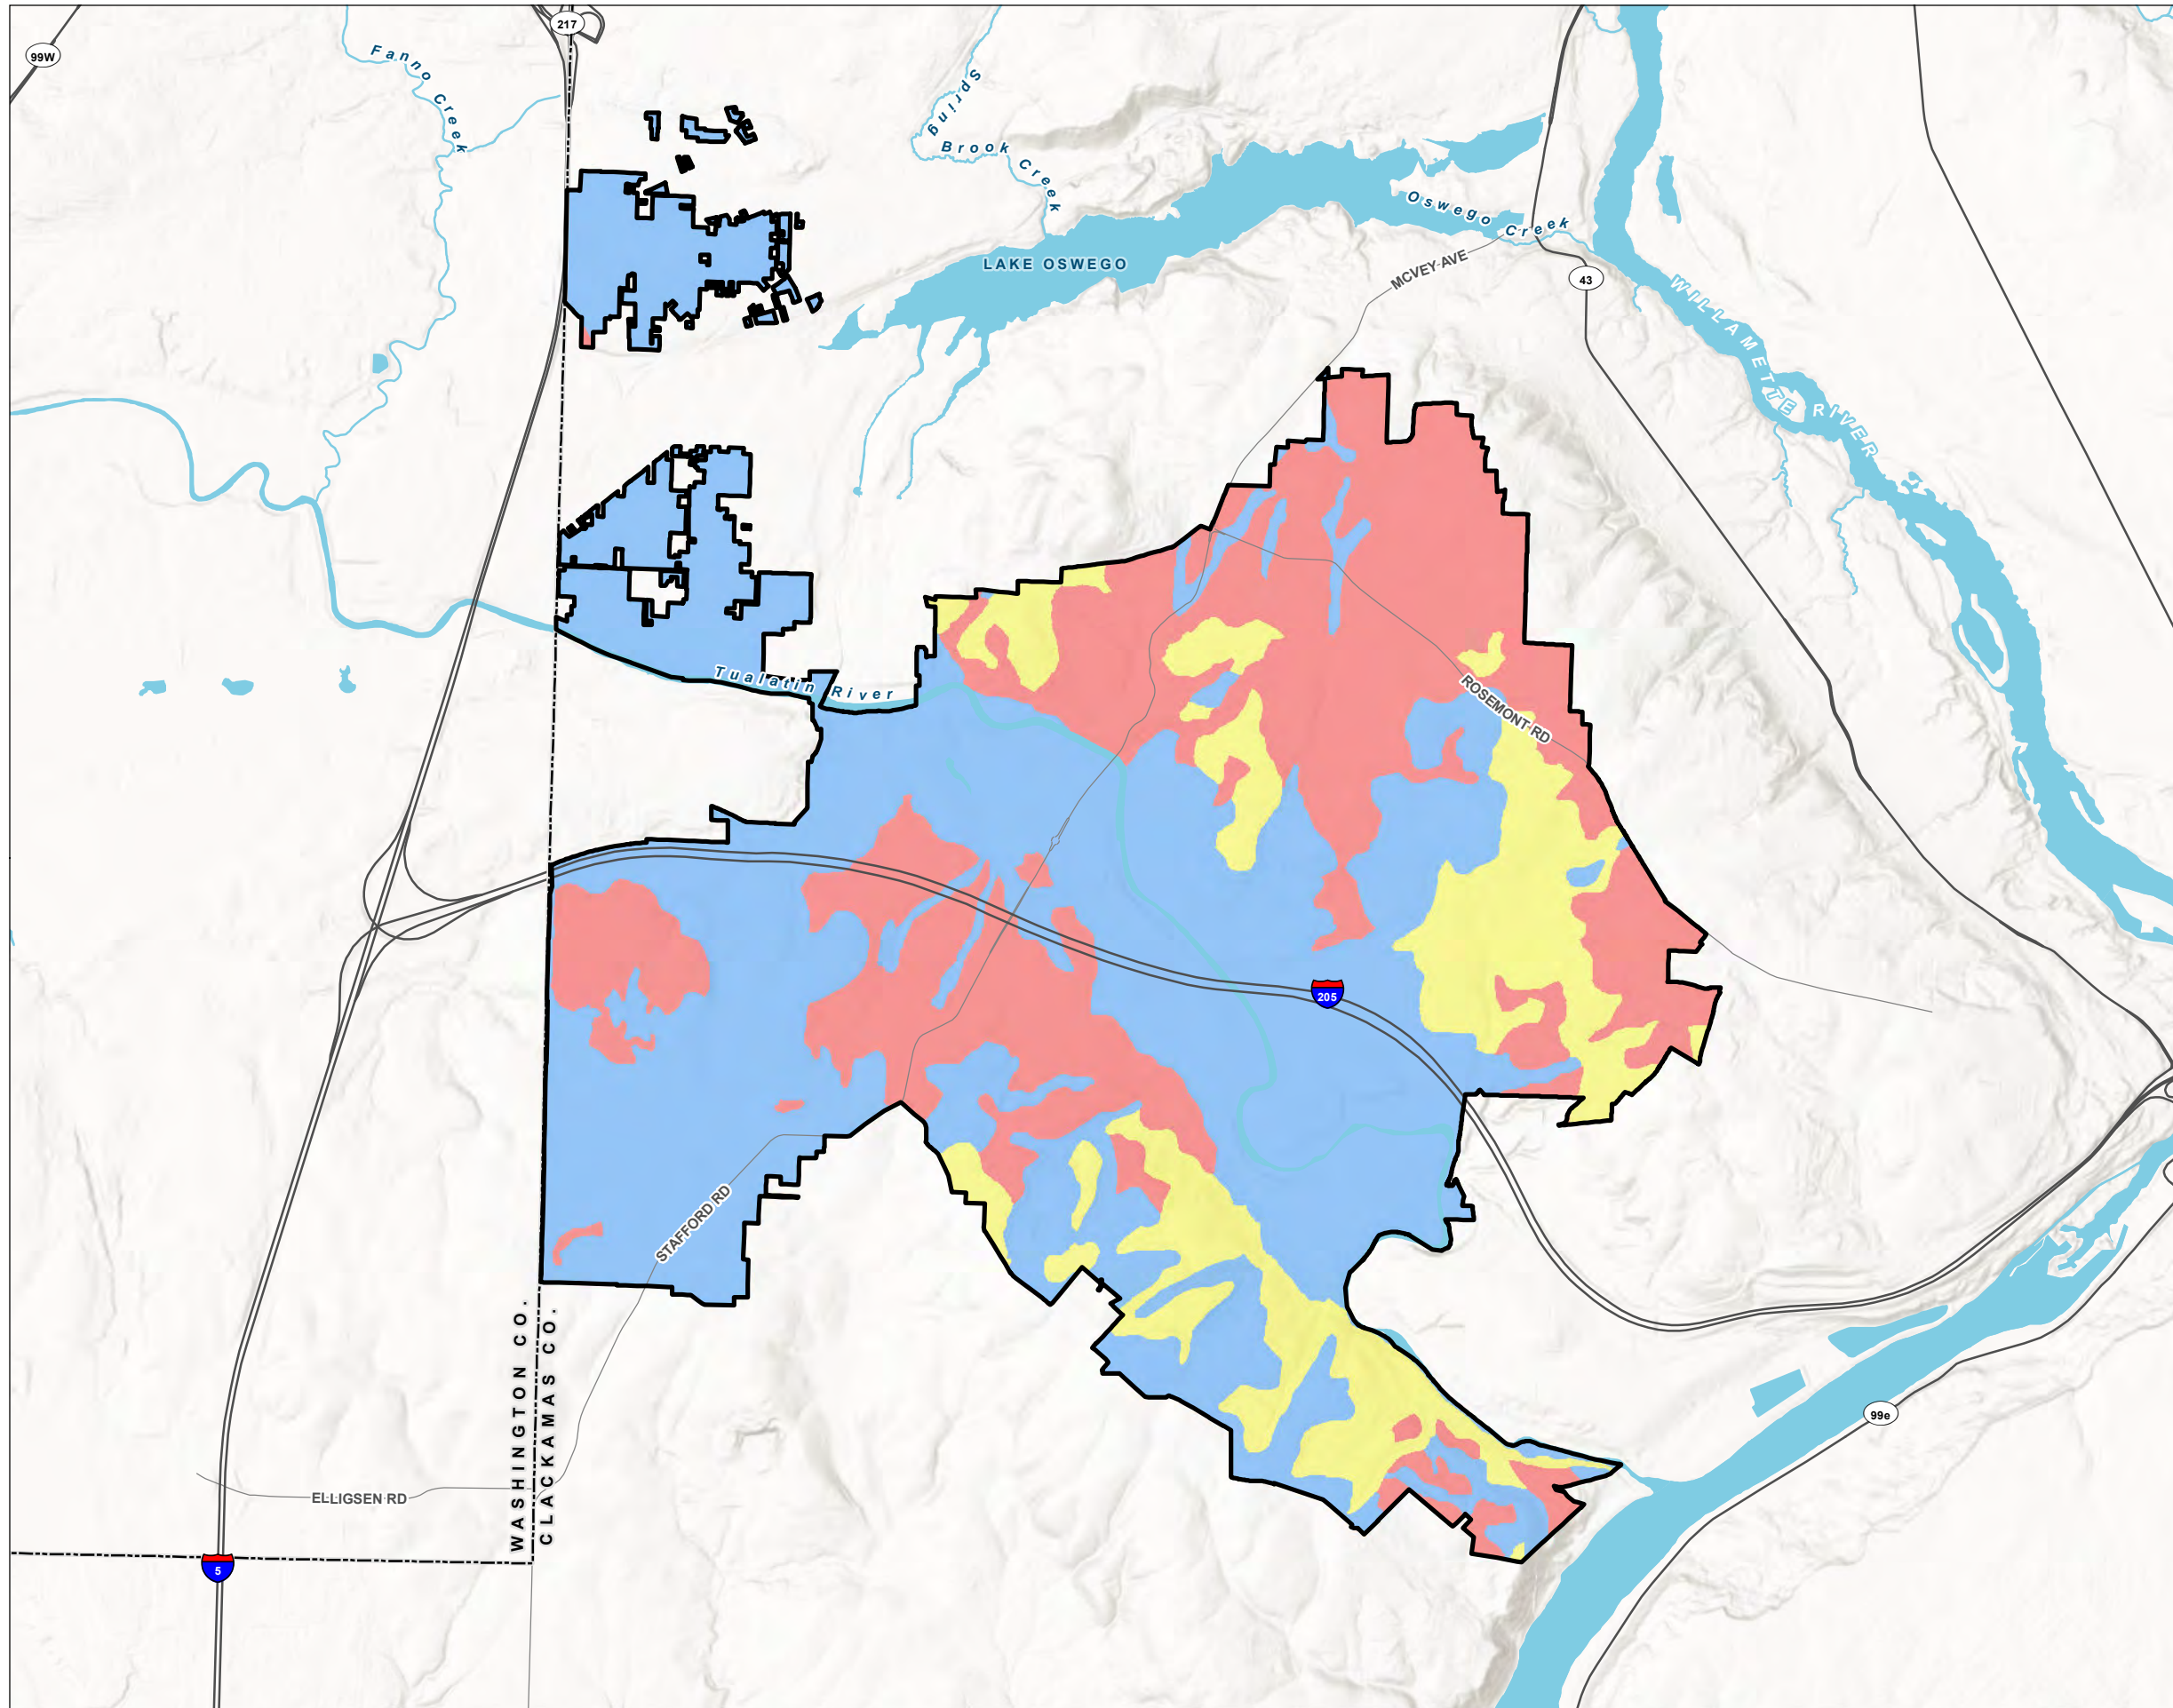 217
99W
Fanno Creek
Spring
Brook Creek
Oswego
Creek
LAKE OSWEGO
MCVEY AVE
43
WILLAMETTE RIVER
Tualatin River
ROSEMONT RD
205
STAFFORD RD
WASHINGTON CO.
CLACKAMAS CO.
99e
ELLIGSEN RD
5